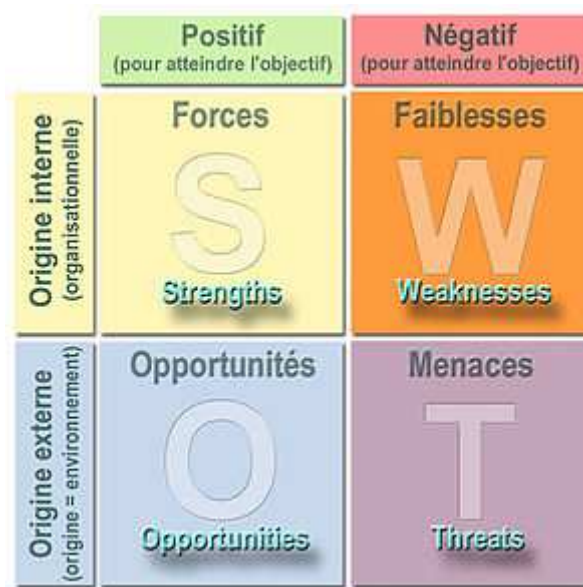 Positif
(pour atteindre l'objectif)
Négatif
(pour atteindre l'objectif)
Origine interne
(organisationnelle)
Forces
S
Strengths
Faiblesses
W
Weaknesses
Origine externe
(origine = environnement)
Opportunités
O
Opportunities
Menaces
T
Threats